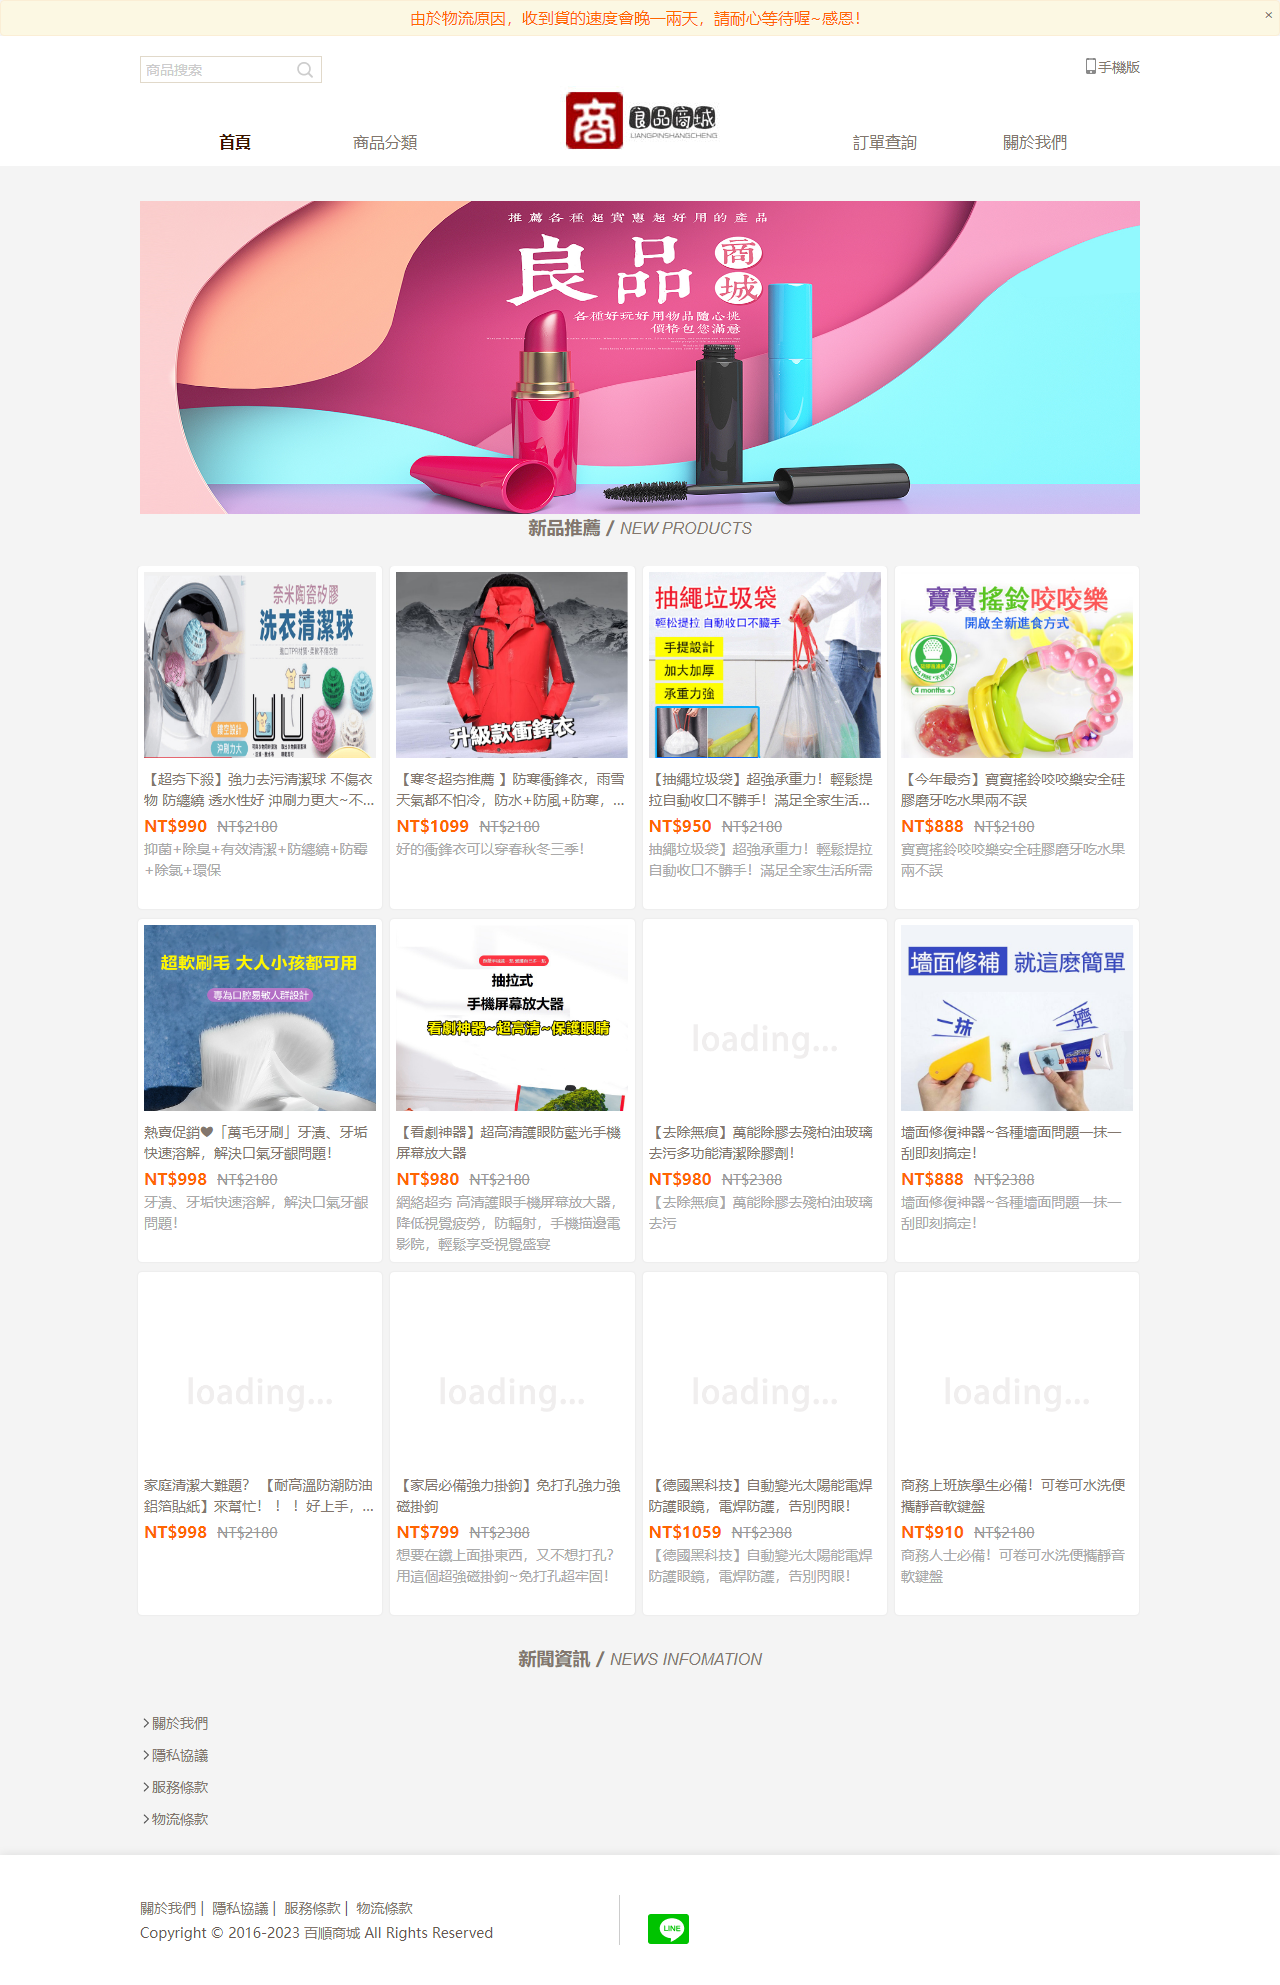 由於物流原因，收到貨的速度會晚一兩天，請耐心等待喔~感恩！
×
商品搜索
手機版
首頁
商品分類
商 良品商城
LIANGPINSHANGCHENG
訂單查詢
關於我們
推薦各種超實惠超好用的產品
良品商城
各種好玩好用物品隨心挑
價格包您滿意
新品推薦 / NEW PRODUCTS
奈米陶瓷矽膠
洗衣清潔球
鏤空設計
沖刷力大
升級款衝鋒衣
抽繩垃圾袋
輕松提拉 自動收口不髒手
手提設計
加大加厚
承重力強
寶寶搖鈴咬咬樂
開啟全新進食方式
4 months +
【超夯下殺】強力去污清潔球 不傷衣
物 防纏繞 透水性好 沖刷力更大~不...
NT$990 NT$2180
抑菌+除臭+有效清潔+防纏繞+防霉
+除氯+環保
【寒冬超夯推薦 】防寒衝鋒衣，雨雪
天氣都不怕冷，防水+防風+防寒，...
NT$1099 NT$2180
好的衝鋒衣可以穿春秋冬三季！
【抽繩垃圾袋】超強承重力！輕鬆提
拉自動收口不髒手！滿足全家生活...
NT$950 NT$2180
抽繩垃圾袋】超強承重力！輕鬆提拉
自動收口不髒手！滿足全家生活所需
【今年最夯】寶寶搖鈴咬咬樂安全硅
膠磨牙吃水果兩不誤
NT$888 NT$2180
寶寶搖鈴咬咬樂安全硅膠磨牙吃水果
兩不誤
超軟刷毛 大人小孩都可用
專為口腔易敏人群設計
抽拉式
手機屏幕放大器
看劇神器~超高清~保護眼睛
loading...
墻面修補 就這麽簡單
一抹
一擠
熱賣促銷❤「萬毛牙刷」牙漬、牙垢
快速溶解，解決口氣牙齦問題！
NT$998 NT$2180
牙漬、牙垢快速溶解，解決口氣牙齦
問題！
【看劇神器】超高清護眼防藍光手機
屏幕放大器
NT$980 NT$2180
網絡超夯 高清護眼手機屏幕放大器，
降低視覺疲勞，防輻射，手機描邊電
影院，輕鬆享受視覺盛宴
【去除無痕】萬能除膠去殘柏油玻璃
去污多功能清潔除膠劑！
NT$980 NT$2388
【去除無痕】萬能除膠去殘柏油玻璃
去污
墻面修復神器~各種墻面問題一抹一
刮即刻搞定！
NT$888 NT$2388
墻面修復神器~各種墻面問題一抹一
刮即刻搞定！
loading...
loading...
loading...
loading...
家庭清潔大難題？ 【耐高溫防潮防油
鋁箔貼紙】來幫忙！！！好上手，...
NT$998 NT$2180
【家居必備強力掛鉤】免打孔強力強
磁掛鉤
NT$799 NT$2388
想要在鐵上面掛東西，又不想打孔？
用這個超強磁掛鉤~免打孔超牢固！
【德國黑科技】自動變光太陽能電焊
防護眼鏡，電焊防護，告別閃眼！
NT$1059 NT$2388
【德國黑科技】自動變光太陽能電焊
防護眼鏡，電焊防護，告別閃眼！
商務上班族學生必備！可卷可水洗便
攜靜音軟鍵盤
NT$910 NT$2180
商務人士必備！可卷可水洗便攜靜音
軟鍵盤
新聞資訊 / NEWS INFOMATION
關於我們
隱私協議
服務條款
物流條款
關於我們 | 隱私協議 | 服務條款 | 物流條款
Copyright © 2016-2023 百順商城 All Rights Reserved
LINE